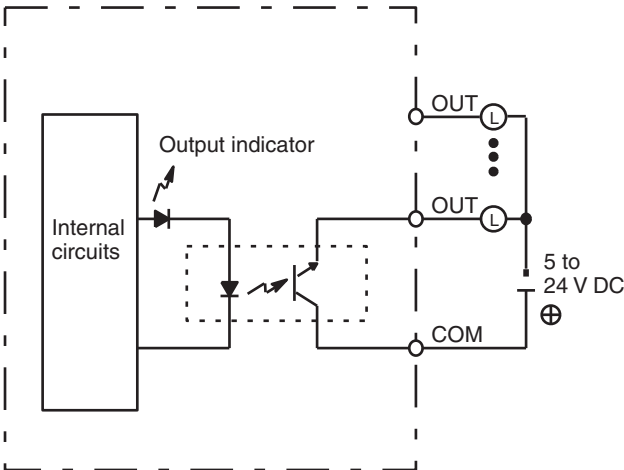 OUT
L
Output indicator
OUT
L
Internal
circuits
5 to
24 V DC
COM